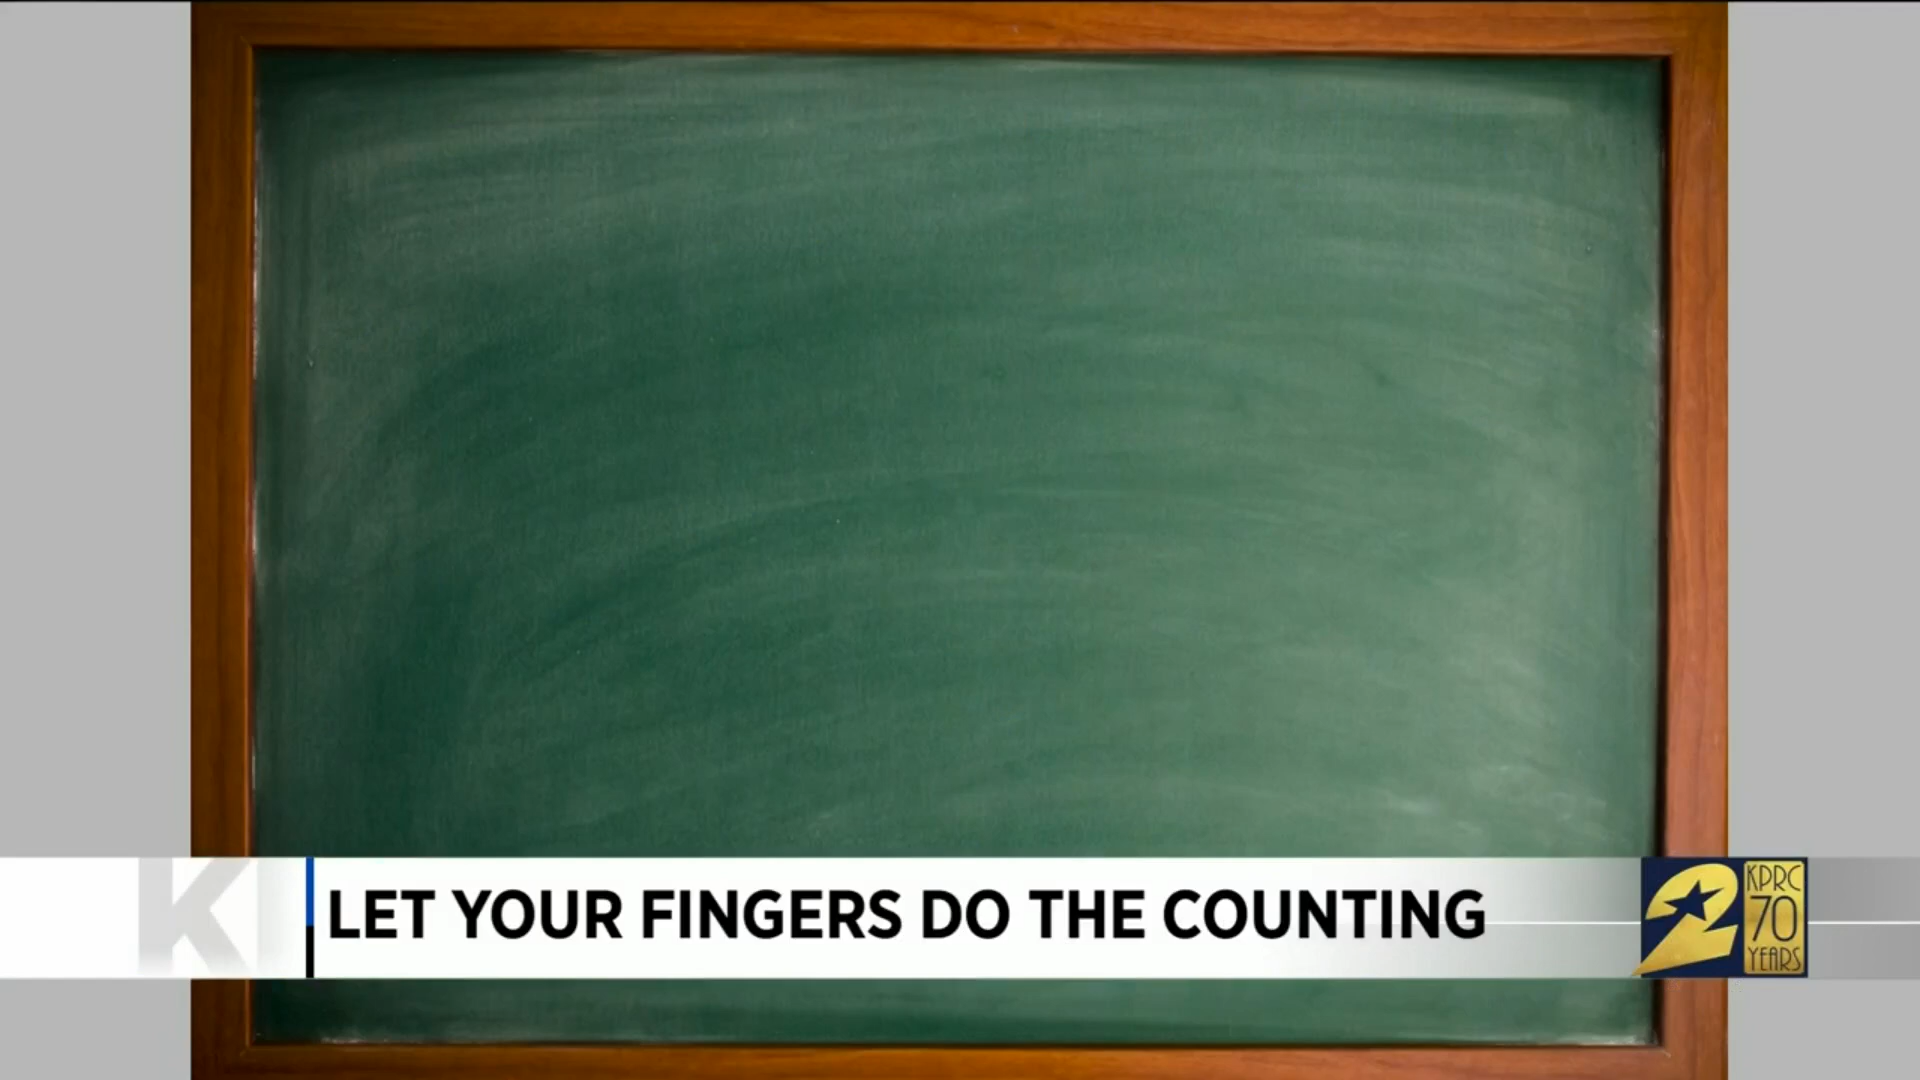 K
LET YOUR FINGERS DO THE COUNTING
2
KPRC
70
YEARS